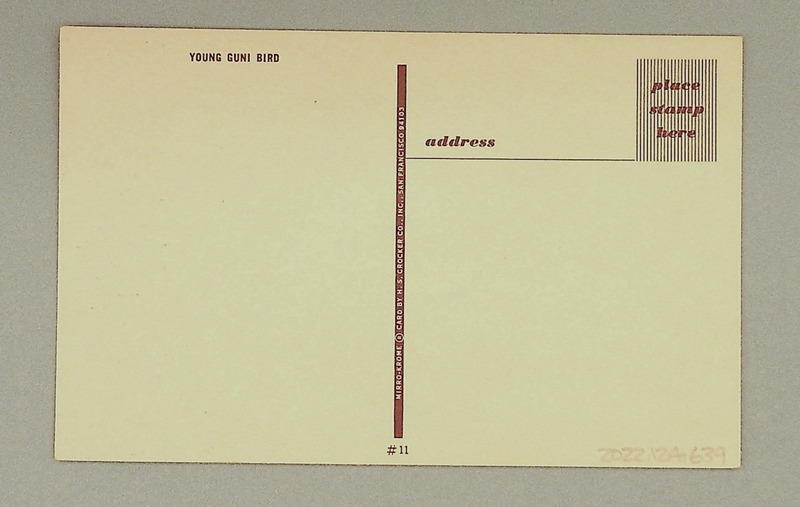 YOUNG GUNI BIRD
place
stamp
here
address
MIRRO-KROME ® CARD BY H. S. CROCKER CO., INC., SAN FRANCISCO 94103
#11
2022.12A.639